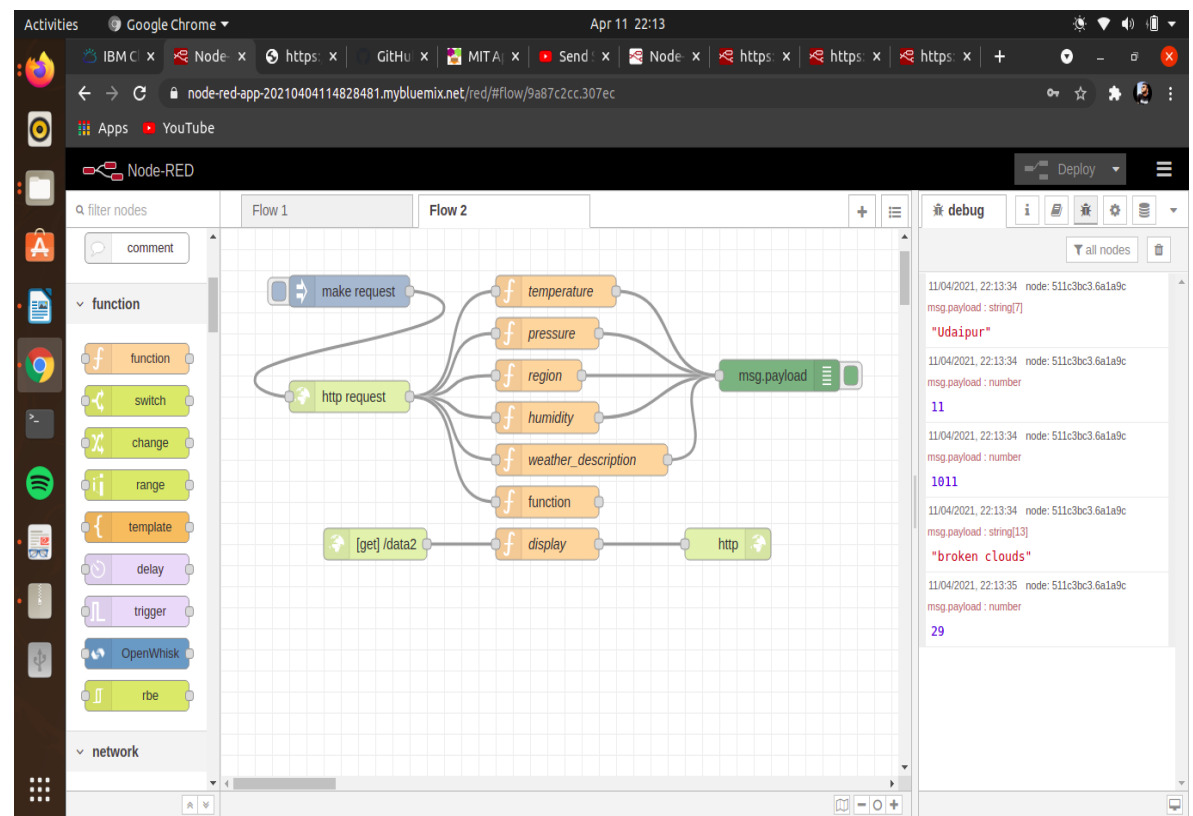 Activities Google Chrome Apr 11 22:13
IBM Cl Node- https: GitHu MIT A Send S Node- https: https: https:
node-red-app-20210404114828481.mybluemix.net/red/#flow/9a87c2cc.307ec
Apps YouTube
Node-RED Deploy
filter nodes
Flow 1 Flow 2
debug i
all nodes
comment
function
function
switch
change
range
template
delay
trigger
OpenWhisk
rbe
network
make request
http request
temperature
pressure
region
humidity
weather_description
function
msg.payload
[get] /data2 display http
11/04/2021, 22:13:34 node: 511c3bc3.6a1a9c
msg.payload : string[7]
"Udaipur"
11/04/2021, 22:13:34 node: 511c3bc3.6a1a9c
msg.payload : number
11
11/04/2021, 22:13:34 node: 511c3bc3.6a1a9c
msg.payload : number
1011
11/04/2021, 22:13:34 node: 511c3bc3.6a1a9c
msg.payload : string[13]
"broken clouds"
11/04/2021, 22:13:35 node: 511c3bc3.6a1a9c
msg.payload : number
29